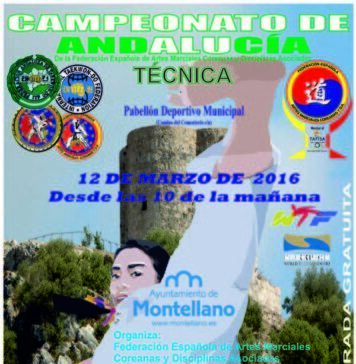 CAMPEONATO DE
ANDALUCÍA
De la Federación Española de Artes Marciales Coreanas y Disciplinas Asociadas
TÉCNICA
Pabellón Deportivo Municipal
12 DE MARZO DE 2016
Desde las 10 de la mañana
WTF
Ayuntamiento de
Montellano
www.montellano.es
Organiza:
Federación Española de Artes Marciales
Coreanas y Disciplinas Asociadas
RADA GRATUITA